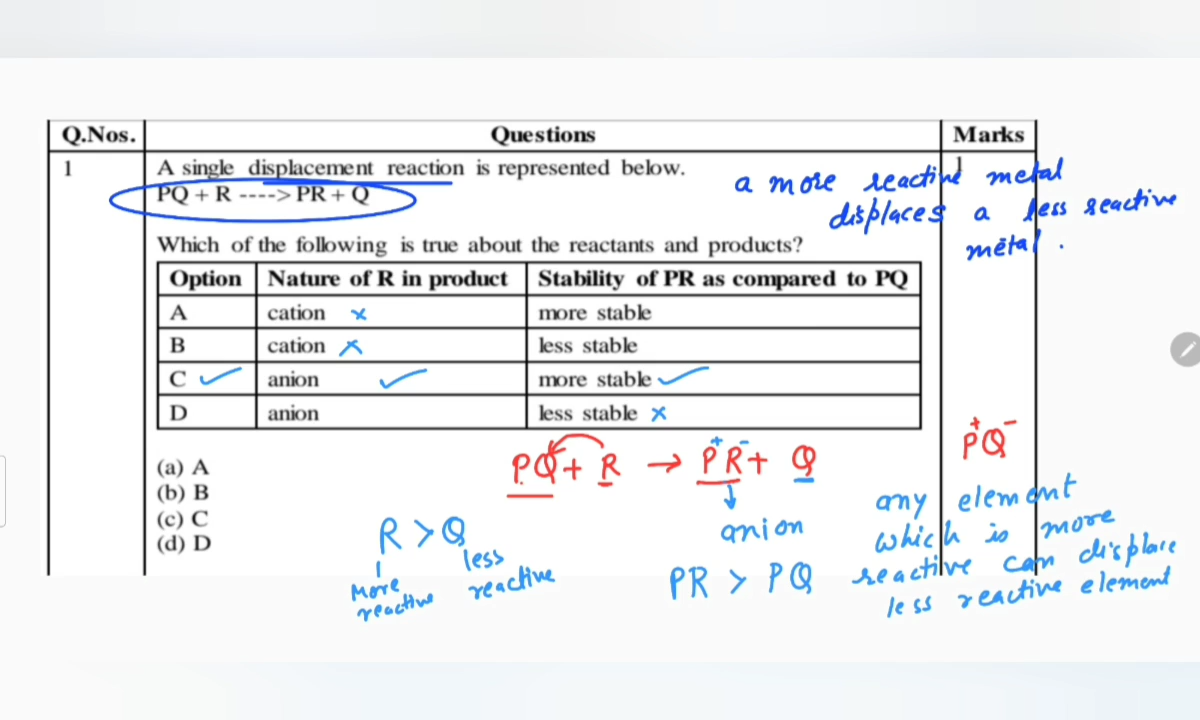 Q.Nos. Questions Marks
1 A single displacement reaction is represented below. 1
PQ + R ----> PR + Q
a more reactive metal
displaces a less reactive
metal.
Which of the following is true about the reactants and products?
Option Nature of R in product Stability of PR as compared to PQ
A cation x more stable
B cation x less stable
C ✓ anion ✓ more stable ✓
D anion less stable x
(a) A
(b) B
(c) C
(d) D
PQ + R → P⁺R⁻ + Q
P⁺Q⁻
anion
R > Q
more reactive
less reactive
PR > PQ
any element
which is more
reactive can displace
less reactive element